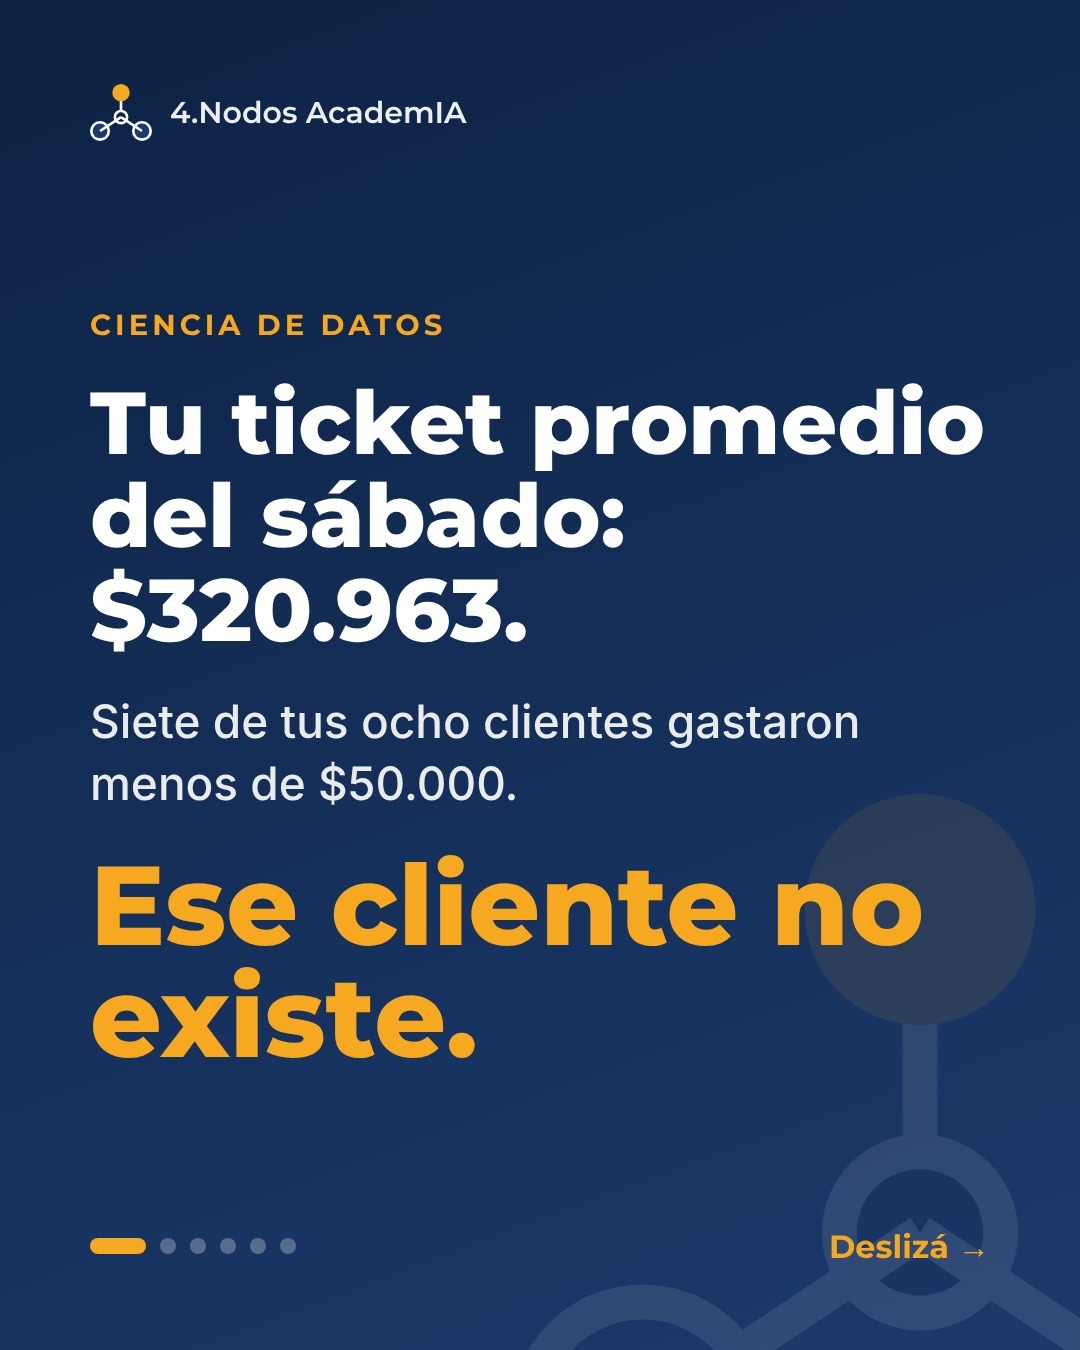 4.Nodos AcademIA
CIENCIA DE DATOS
Tu ticket promedio
del sábado:
$320.963.
Siete de tus ocho clientes gastaron
menos de $50.000.
Ese cliente no
existe.
Deslizá →